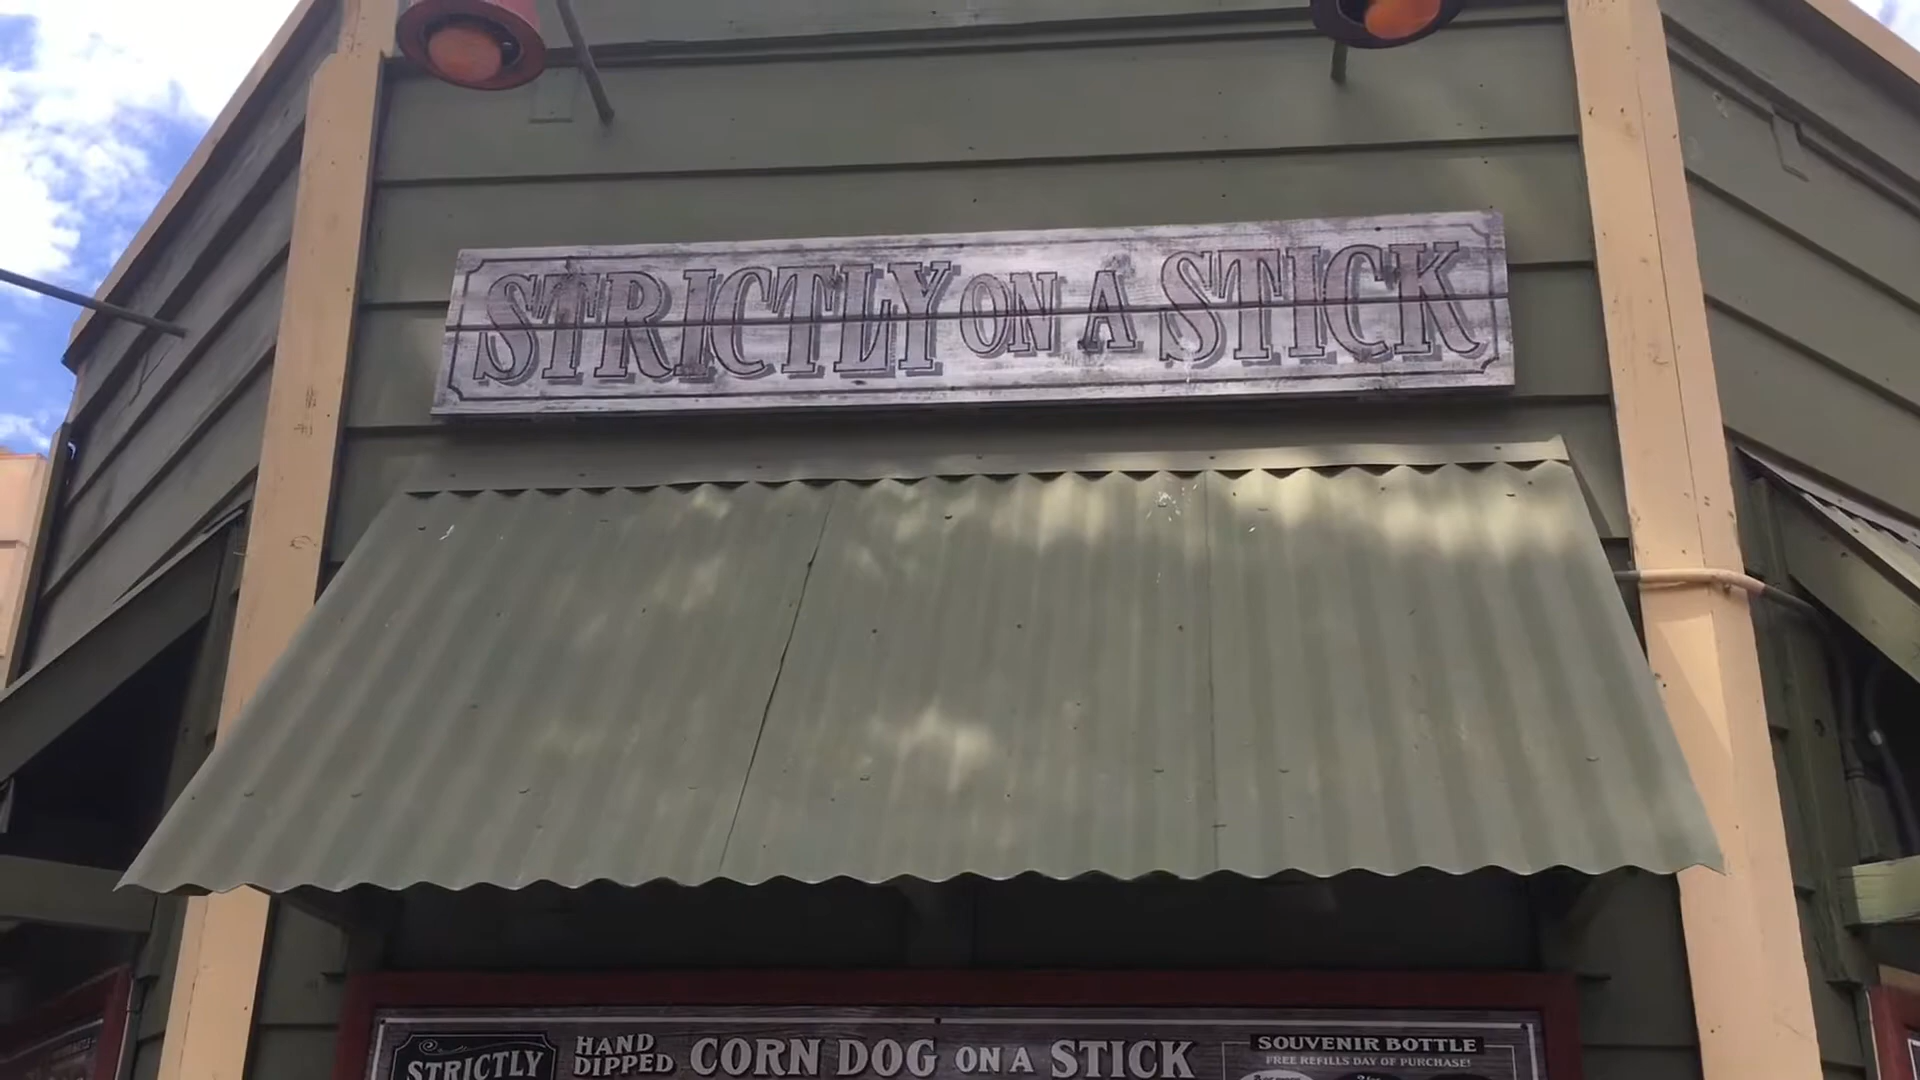 STRICTLY ON A STICK
STRICTLY
HAND DIPPED CORN DOG ON A STICK
SOUVENIR BOTTLE
FREE REFILLS DAY OF PURCHASE!